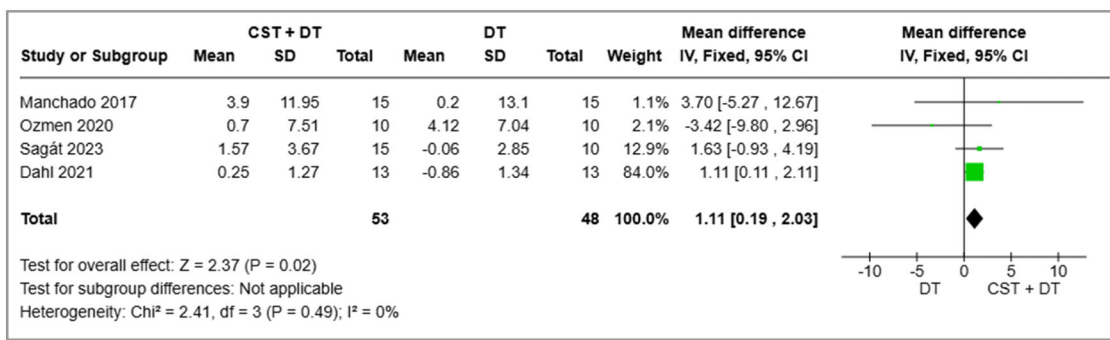 CST + DT DT Mean difference Mean difference
Study or Subgroup Mean SD Total Mean SD Total Weight IV, Fixed, 95% CI IV, Fixed, 95% CI
Manchado 2017 3.9 11.95 15 0.2 13.1 15 1.1% 3.70 [-5.27 , 12.67]
Ozmen 2020 0.7 7.51 10 4.12 7.04 10 2.1% -3.42 [-9.80 , 2.96]
Sagát 2023 1.57 3.67 15 -0.06 2.85 10 12.9% 1.63 [-0.93 , 4.19]
Dahl 2021 0.25 1.27 13 -0.86 1.34 13 84.0% 1.11 [0.11 , 2.11]
Total 53 48 100.0% 1.11 [0.19 , 2.03]
Test for overall effect: Z = 2.37 (P = 0.02)
-10 -5 0 5 10
Test for subgroup differences: Not applicable
DT CST + DT
Heterogeneity: Chi² = 2.41, df = 3 (P = 0.49); I² = 0%